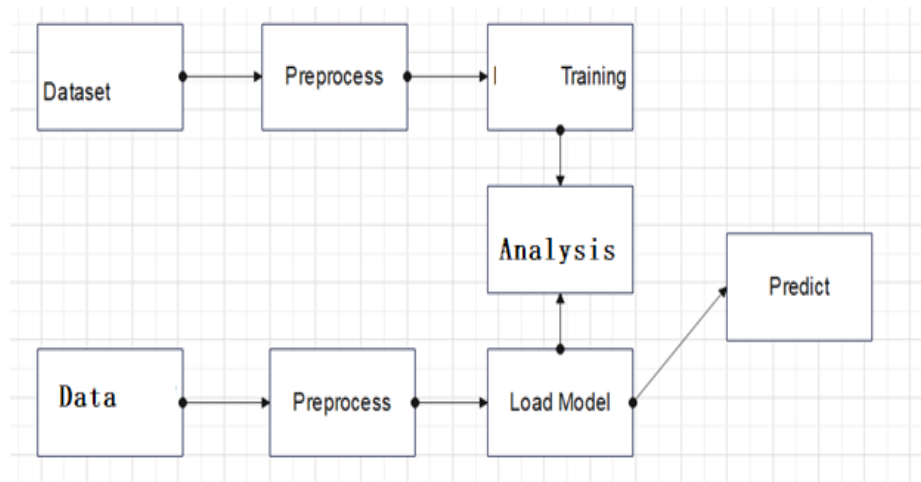 Dataset
Preprocess
Training
Analysis
Predict
Data
Preprocess
Load Model